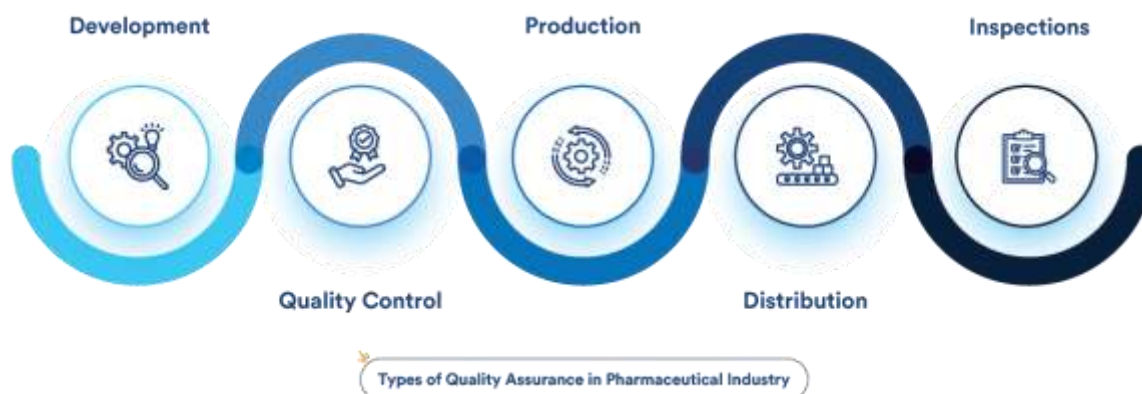 Development
Quality Control
Production
Distribution
Inspections
Types of Quality Assurance in Pharmaceutical Industry